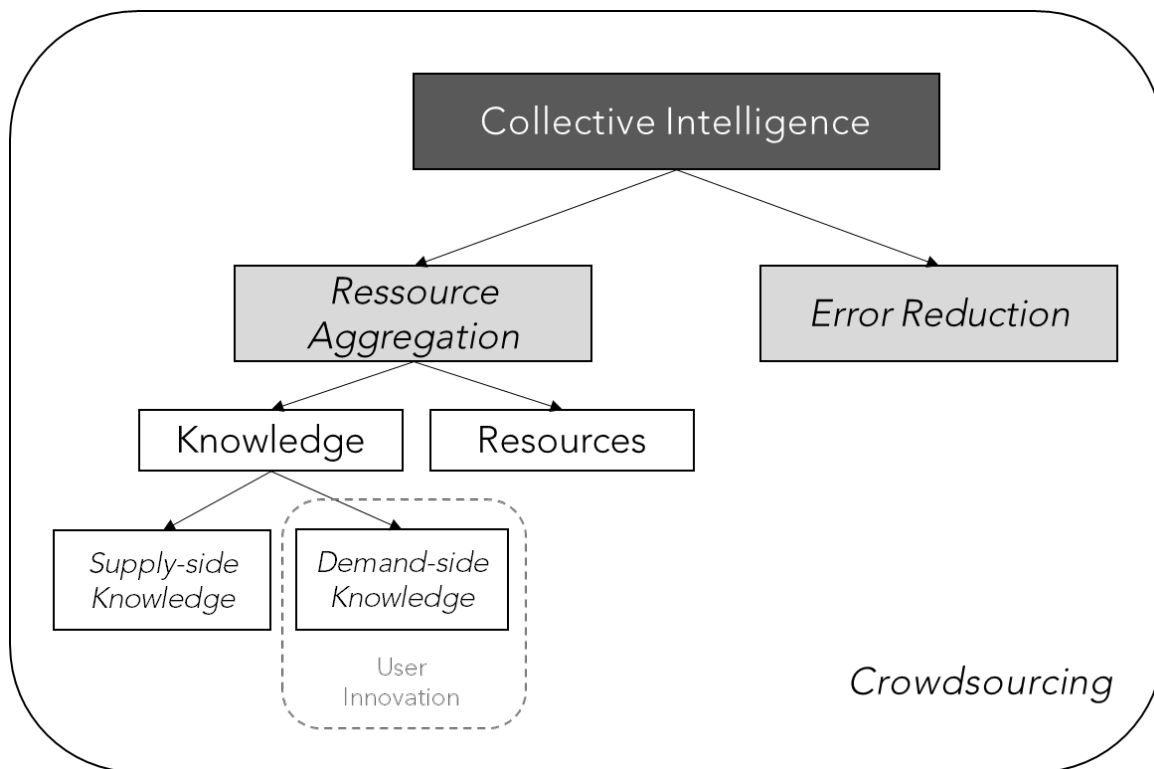 Collective Intelligence
Ressource
Aggregation
Error Reduction
Knowledge
Resources
Supply-side
Knowledge
Demand-side
Knowledge
User
Innovation
Crowdsourcing